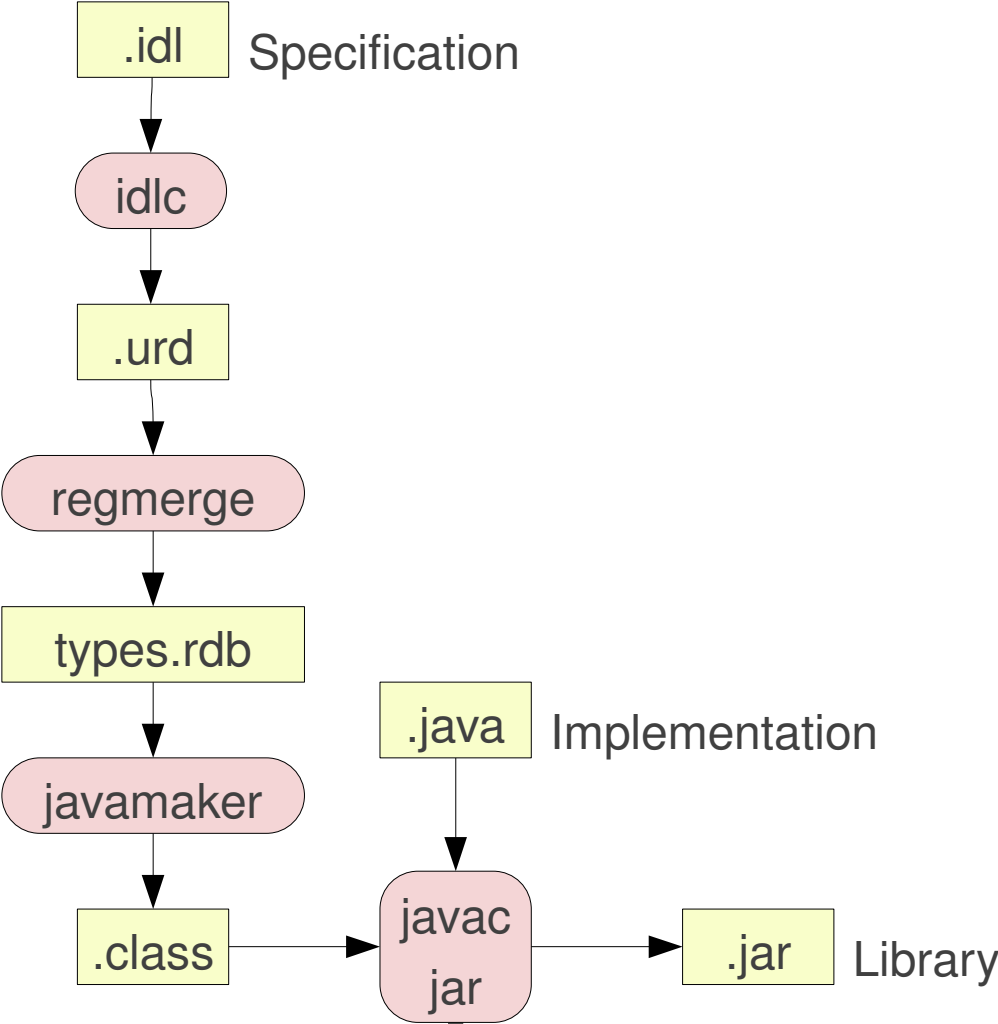 .idl
Specification
idlc
.urd
regmerge
types.rdb
.java
Implementation
javamaker
javac
jar
.class
.jar
Library